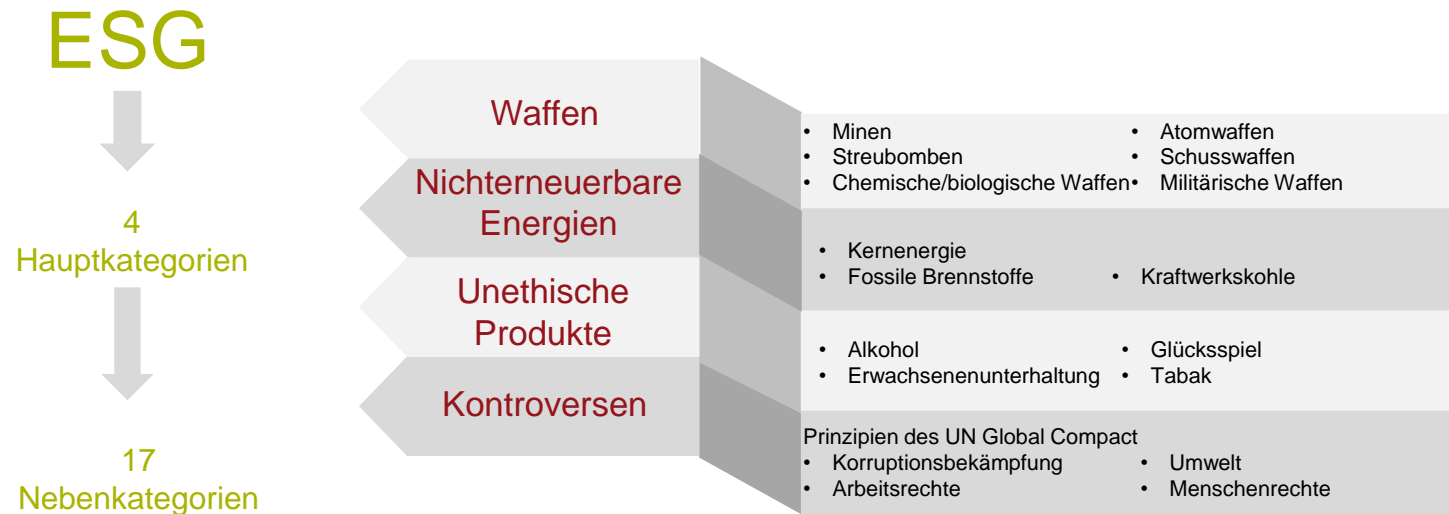 ESG
4
Hauptkategorien
17
Nebenkategorien
Waffen
• Minen
• Streubomben
• Chemische/biologische Waffen
• Atomwaffen
• Schusswaffen
• Militärische Waffen
Nichterneuerbare
Energien
• Kernenergie
• Fossile Brennstoffe
• Kraftwerkskohle
Unethische
Produkte
• Alkohol
• Erwachsenenunterhaltung
• Glücksspiel
• Tabak
Kontroversen
Prinzipien des UN Global Compact
• Korruptionsbekämpfung
• Arbeitsrechte
• Umwelt
• Menschenrechte